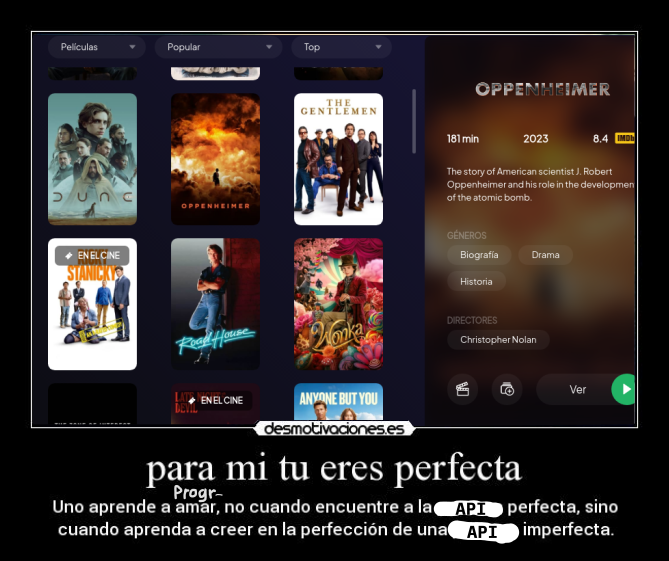 Películas
Popular
Top
DUNE
OPPENHEIMER
THE
GENTLEMEN
OPPENHEIMER
181 min 2023 8.4 IMDb
The story of American scientist J. Robert
Oppenheimer and his role in the developmen
of the atomic bomb.
GÉNEROS
Biografía
Drama
Historia
DIRECTORES
Christopher Nolan
Ver
EN EL CINE
RICKY
STANICKY
Road House
Wonka
LATE NIGHT
DEVIL
EN EL CINE
ANYONE BUT YOU
desmotivaciones.es
para mi tu eres perfecta
Progr-
Uno aprende a amar, no cuando encuentre a la API perfecta, sino
cuando aprenda a creer en la perfección de una API imperfecta.